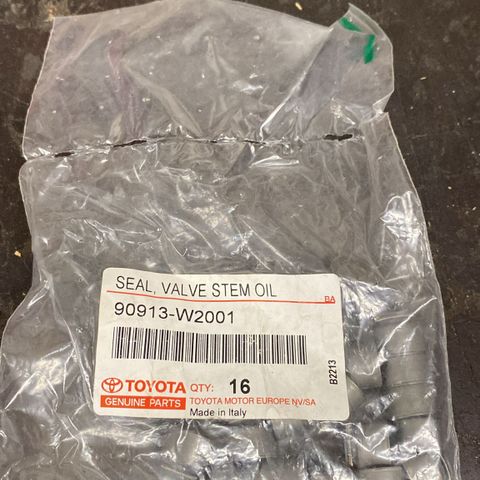 SEAL, VALVE STEM OIL
BA
90913-W2001
B2213
TOYOTA QTY: 16
GENUINE PARTS TOYOTA MOTOR EUROPE NV/SA
Made in Italy